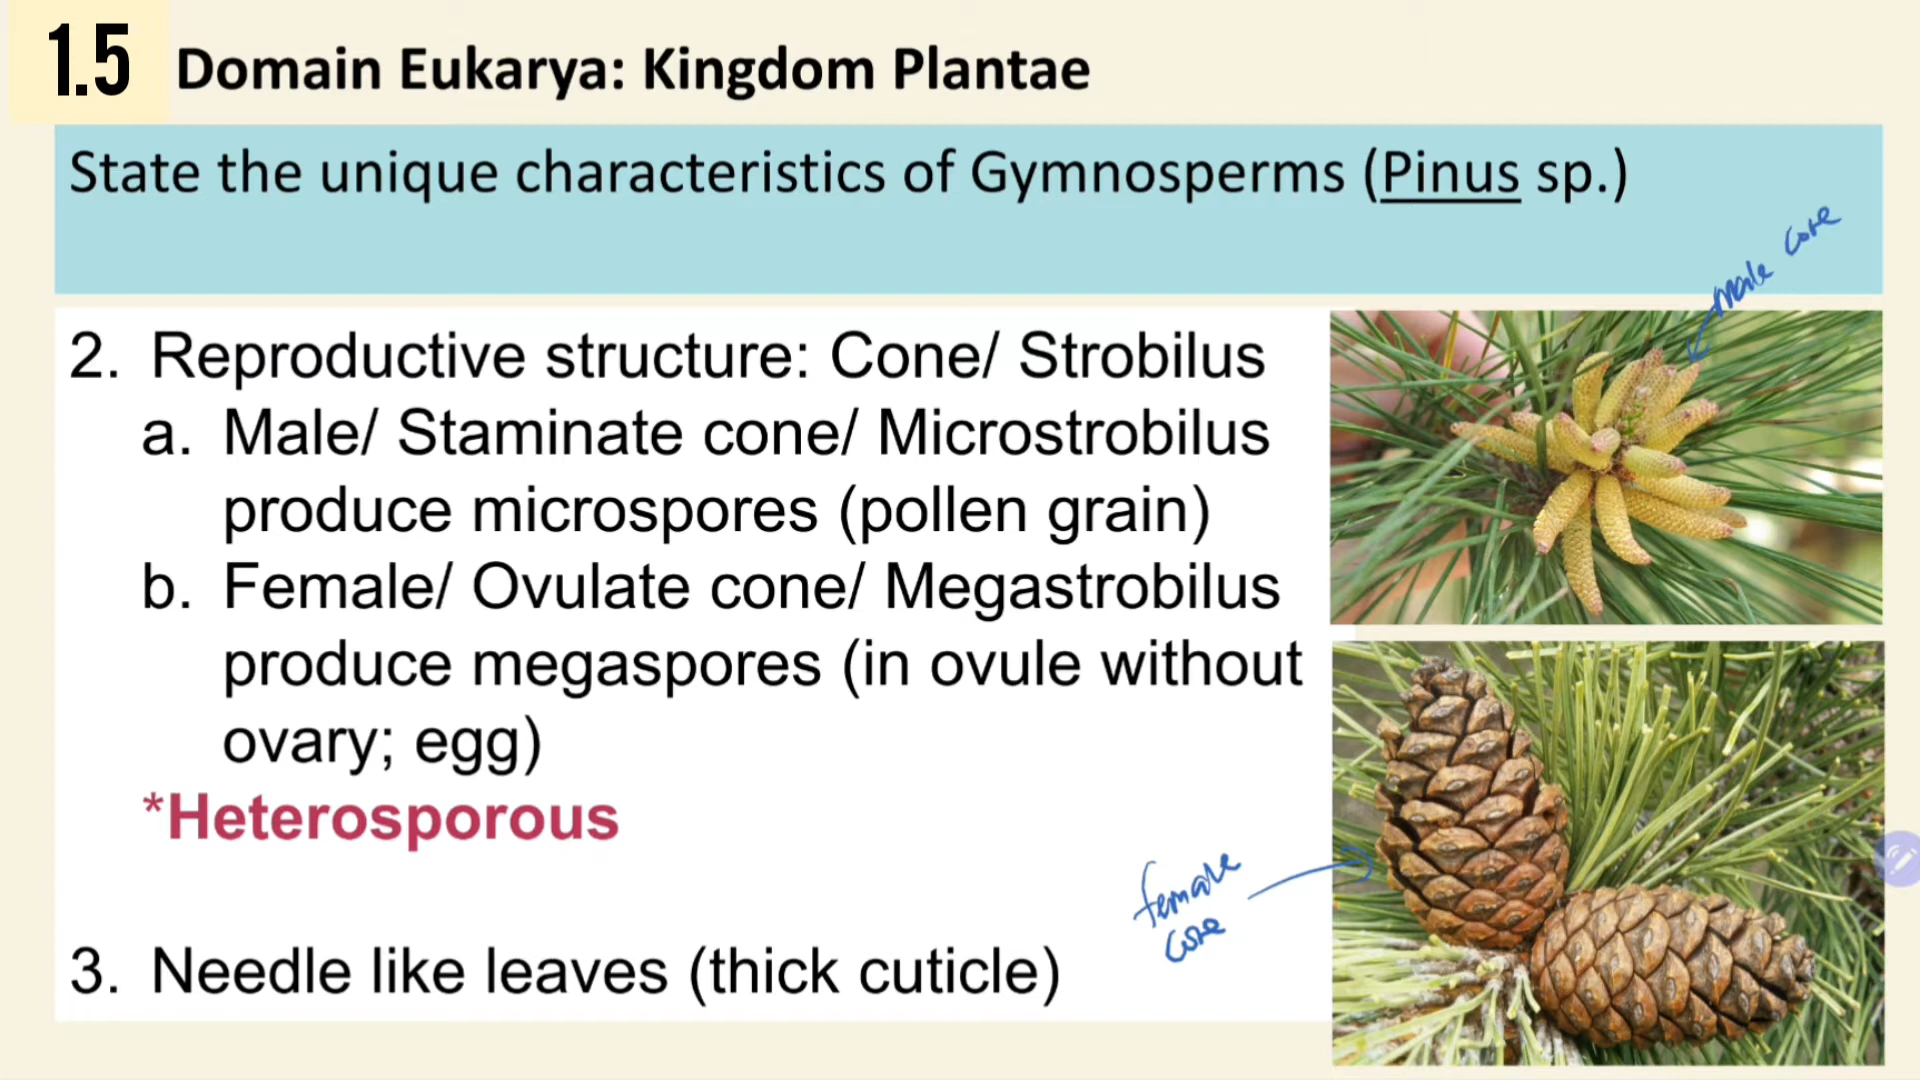 1.5 Domain Eukarya: Kingdom Plantae
State the unique characteristics of Gymnosperms (Pinus sp.)
male cone
2. Reproductive structure: Cone/ Strobilus
a. Male/ Staminate cone/ Microstrobilus
produce microspores (pollen grain)
b. Female/ Ovulate cone/ Megastrobilus
produce megaspores (in ovule without
ovary; egg)
*Heterosporous
female
cone
3. Needle like leaves (thick cuticle)